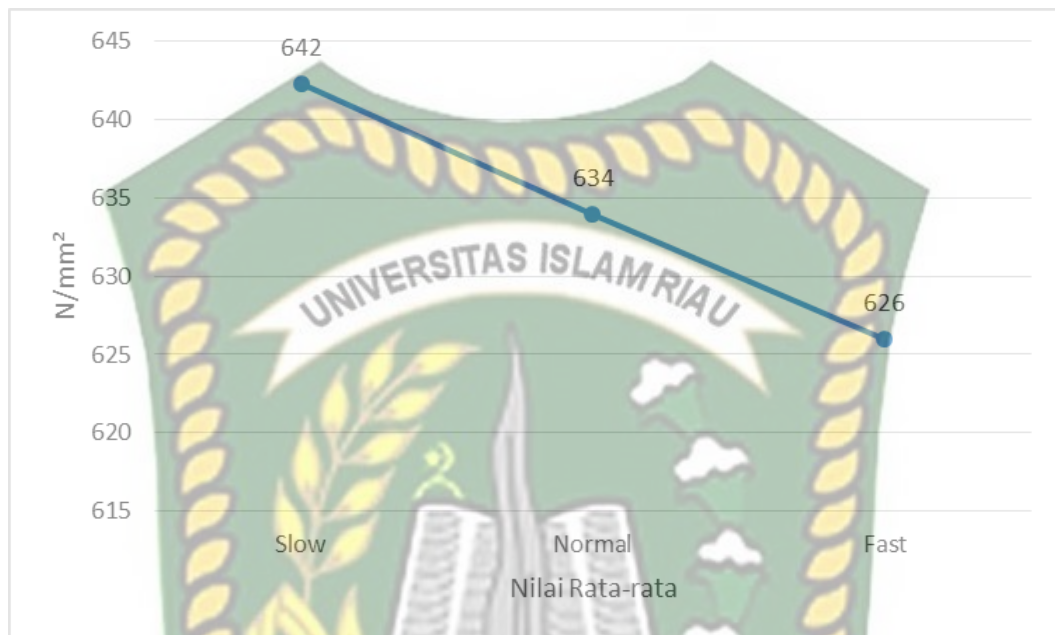 645
642
640
634
635
N/mm²
630
626
625
620
615
Slow Normal Fast
Nilai Rata-rata
UNIVERSITAS ISLAM RIAU